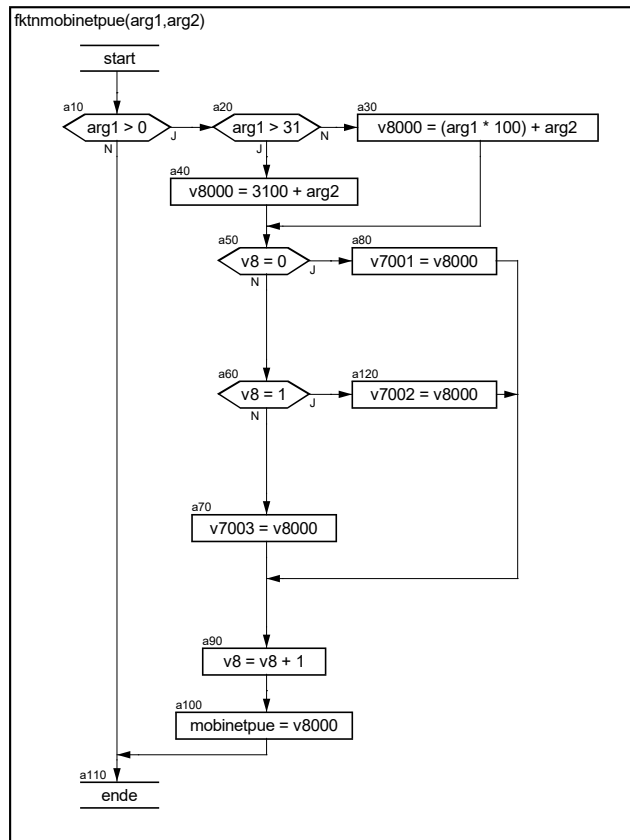 fktnmobinetpue(arg1,arg2)
start
a10
arg1 > 0
J
N
a20
arg1 > 31
N
J
a30
v8000 = (arg1 * 100) + arg2
a40
v8000 = 3100 + arg2
a50
v8 = 0
J
N
a80
v7001 = v8000
a60
v8 = 1
J
N
a120
v7002 = v8000
a70
v7003 = v8000
a90
v8 = v8 + 1
a100
mobinetpue = v8000
a110
ende